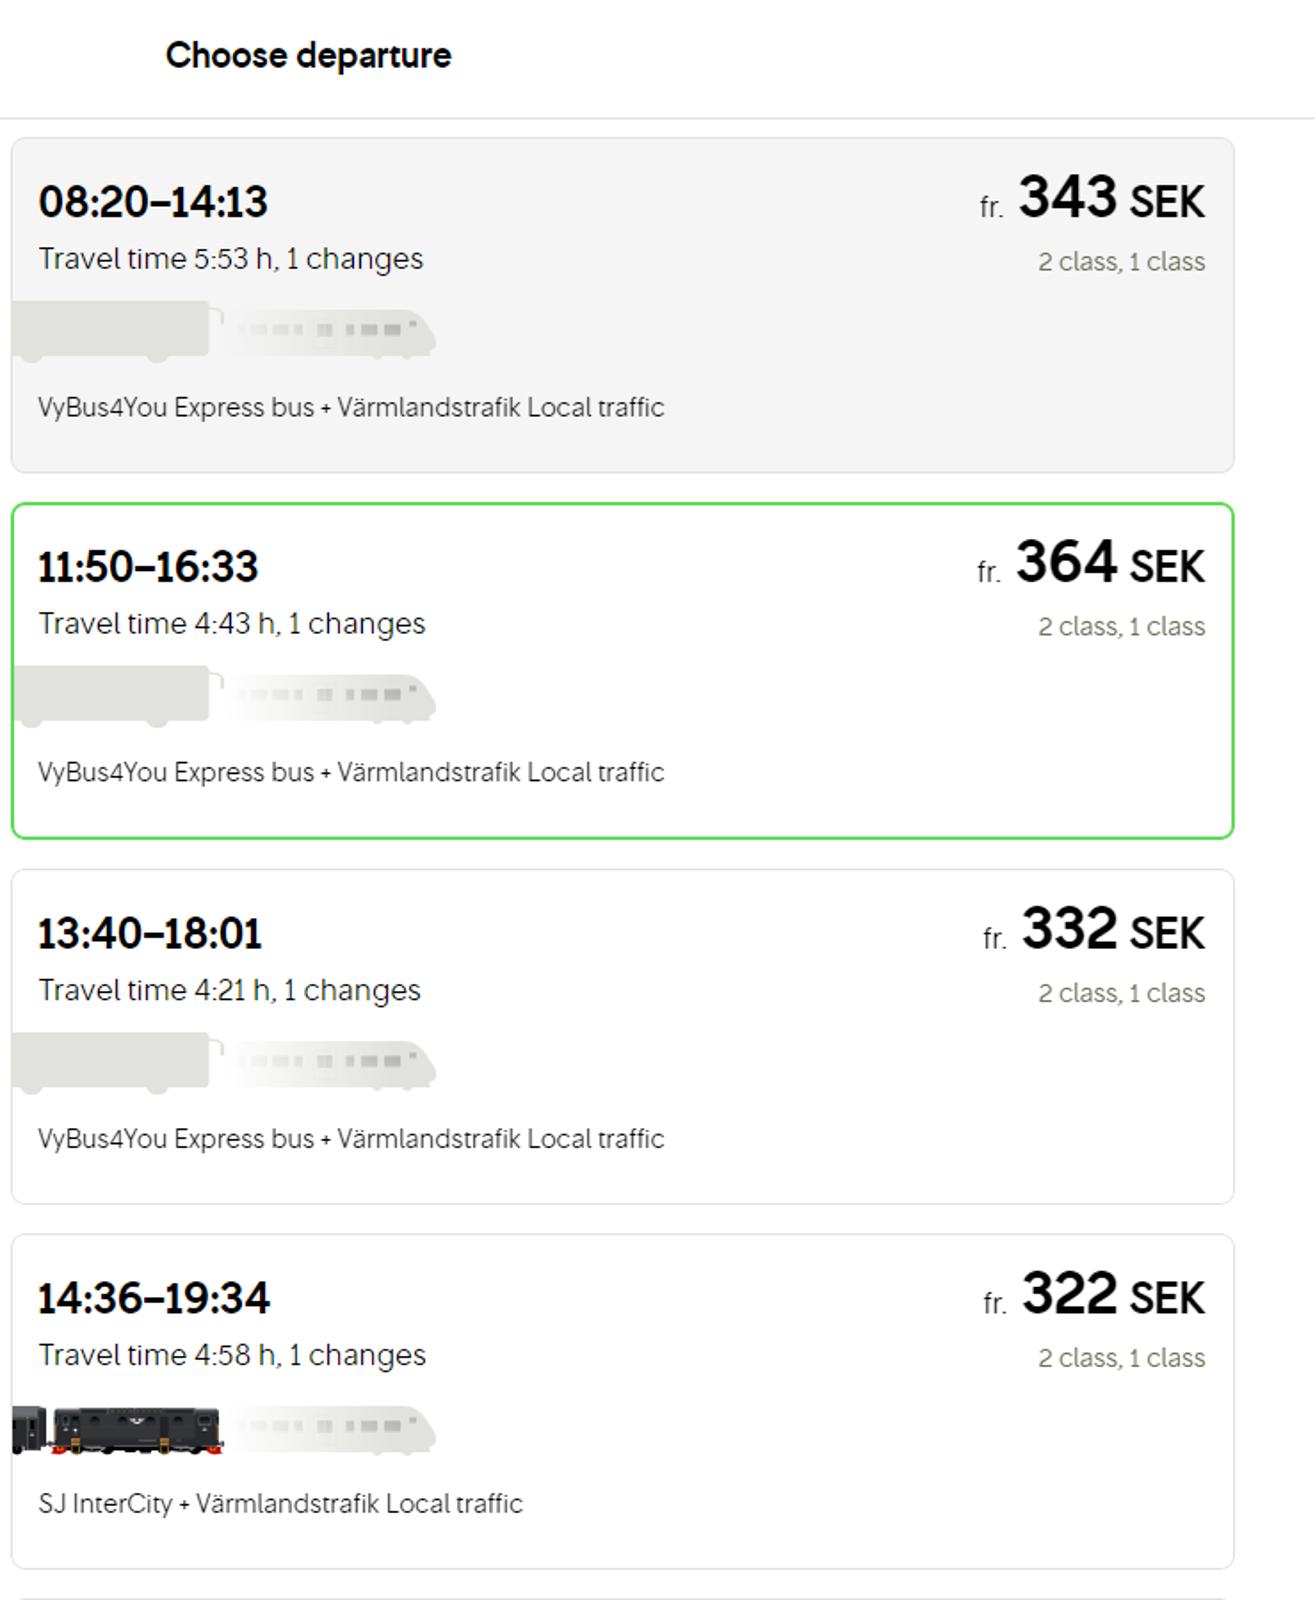 Choose departure
08:20–14:13
fr. 343 SEK
Travel time 5:53 h, 1 changes
2 class, 1 class
VyBus4You Express bus + Värmlandstrafik Local traffic
11:50–16:33
fr. 364 SEK
Travel time 4:43 h, 1 changes
2 class, 1 class
VyBus4You Express bus + Värmlandstrafik Local traffic
13:40–18:01
fr. 332 SEK
Travel time 4:21 h, 1 changes
2 class, 1 class
VyBus4You Express bus + Värmlandstrafik Local traffic
14:36–19:34
fr. 322 SEK
Travel time 4:58 h, 1 changes
2 class, 1 class
SJ InterCity + Värmlandstrafik Local traffic